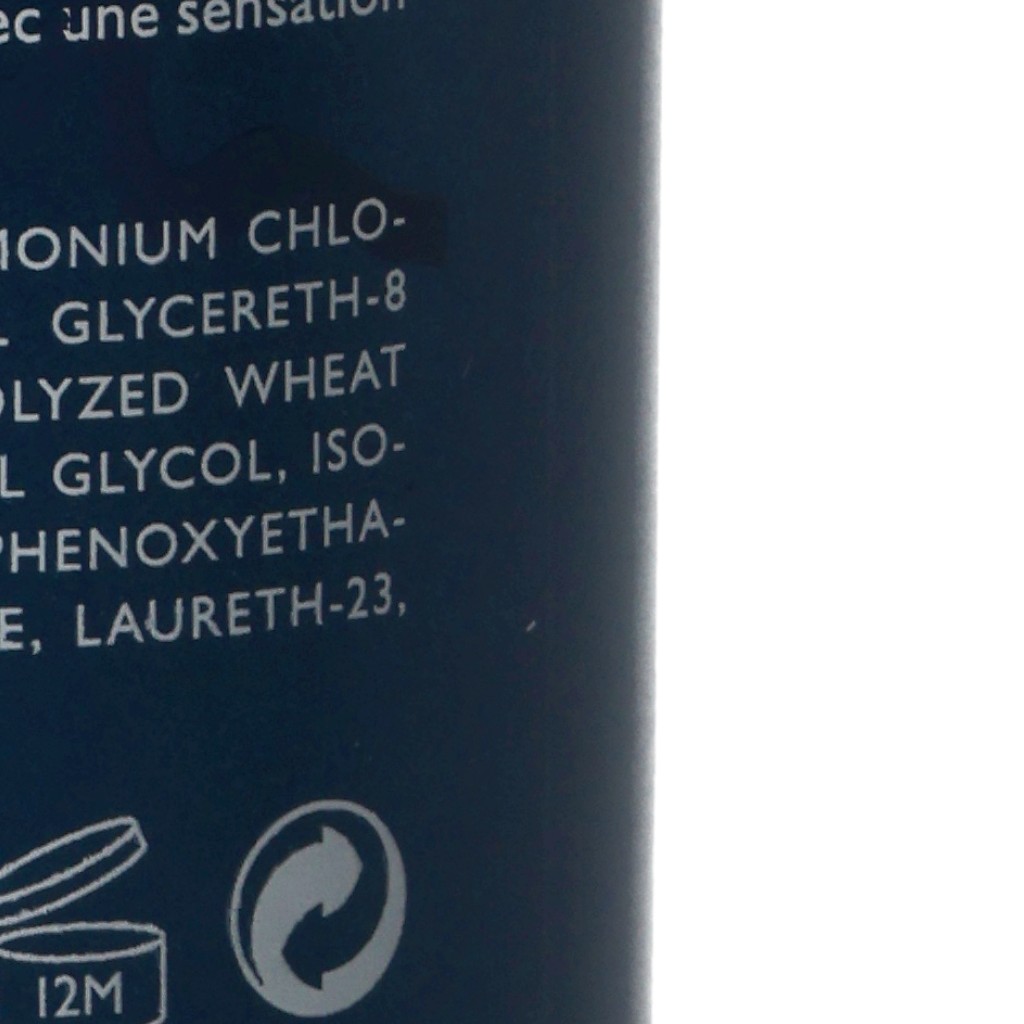 ec une sensation
MONIUM CHLO-
L GLYCERETH-8
OLYZED WHEAT
L GLYCOL, ISO-
PHENOXYETHA-
E, LAURETH-23,
12M